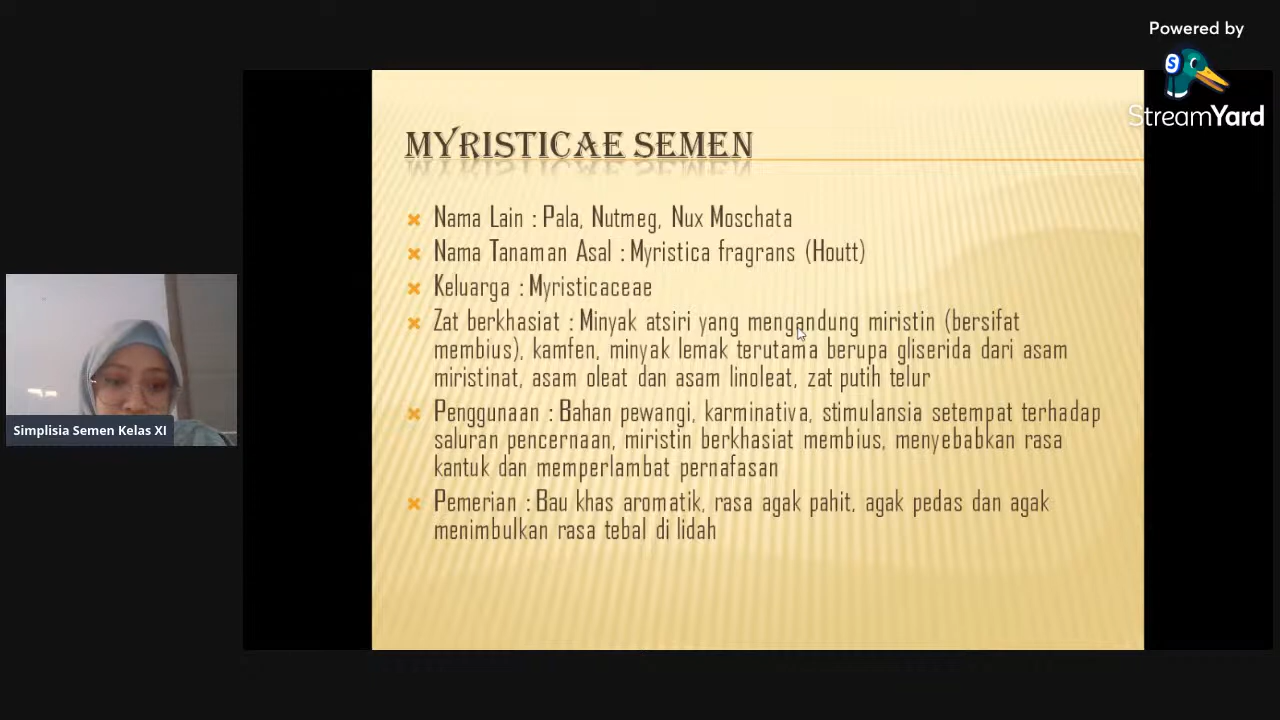 Powered by
StreamYard
MYRISTICAE SEMEN
Nama Lain : Pala, Nutmeg, Nux Moschata
Nama Tanaman Asal : Myristica fragrans (Houtt)
Keluarga : Myristicaceae
Zat berkhasiat : Minyak atsiri yang mengandung miristin (bersifat
membius), kamfen, minyak lemak terutama berupa gliserida dari asam
miristinat, asam oleat dan asam linoleat, zat putih telur
Penggunaan : Bahan pewangi, karminativa, stimulansia setempat terhadap
saluran pencernaan, miristin berkhasiat membius, menyebabkan rasa
kantuk dan memperlambat pernafasan
Pemerian : Bau khas aromatik, rasa agak pahit, agak pedas dan agak
menimbulkan rasa tebal di lidah
Simplisia Semen Kelas XI